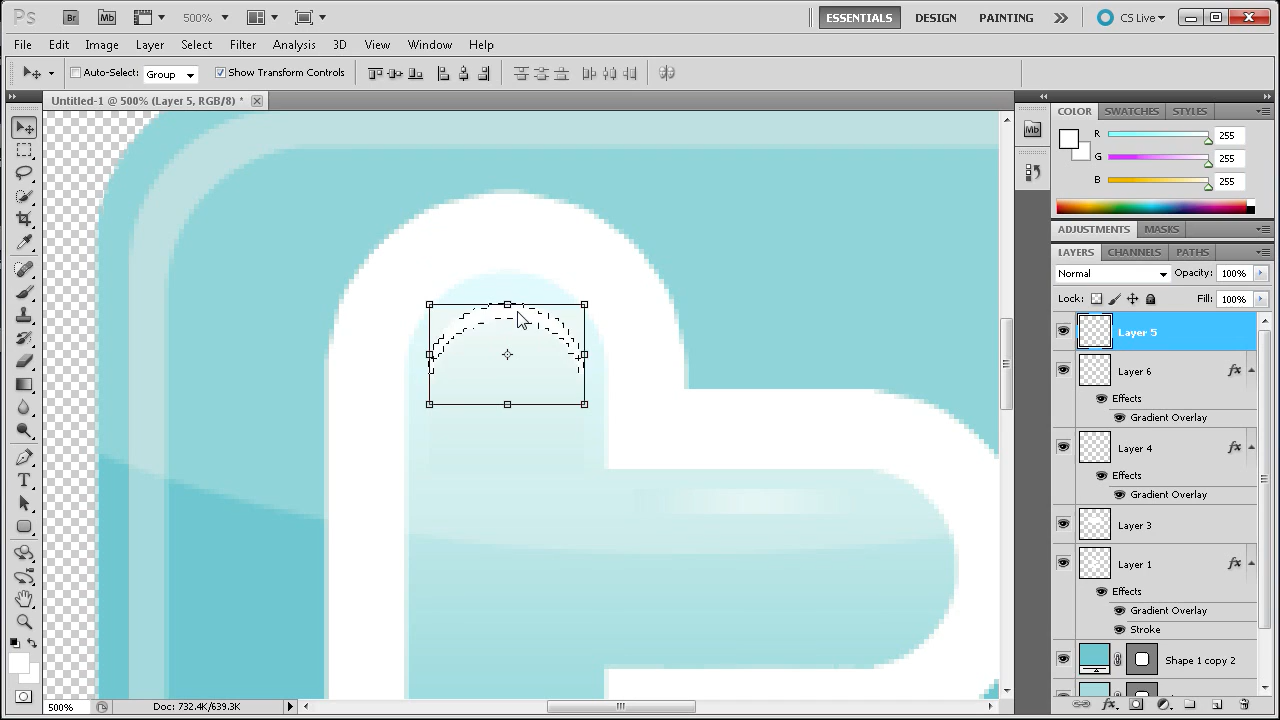 Ps Br Mb 500% ESSENTIALS DESIGN PAINTING CS Live
File Edit Image Layer Select Filter Analysis 3D View Window Help
Auto-Select: Group Show Transform Controls
Untitled-1 @ 500% (Layer 5, RGB/8) *
COLOR SWATCHES STYLES
Mb
R 255
G 255
B 255
ADJUSTMENTS MASKS
LAYERS CHANNELS PATHS
Normal Opacity: 100%
Lock: Fill: 100%
Layer 5
Layer 6 fx
Effects
Gradient Overlay
Layer 4 fx
Effects
Gradient Overlay
Layer 3
Layer 1 fx
Effects
Gradient Overlay
Stroke
Shape 1 copy 2
500% Doc: 732.4K/639.3K